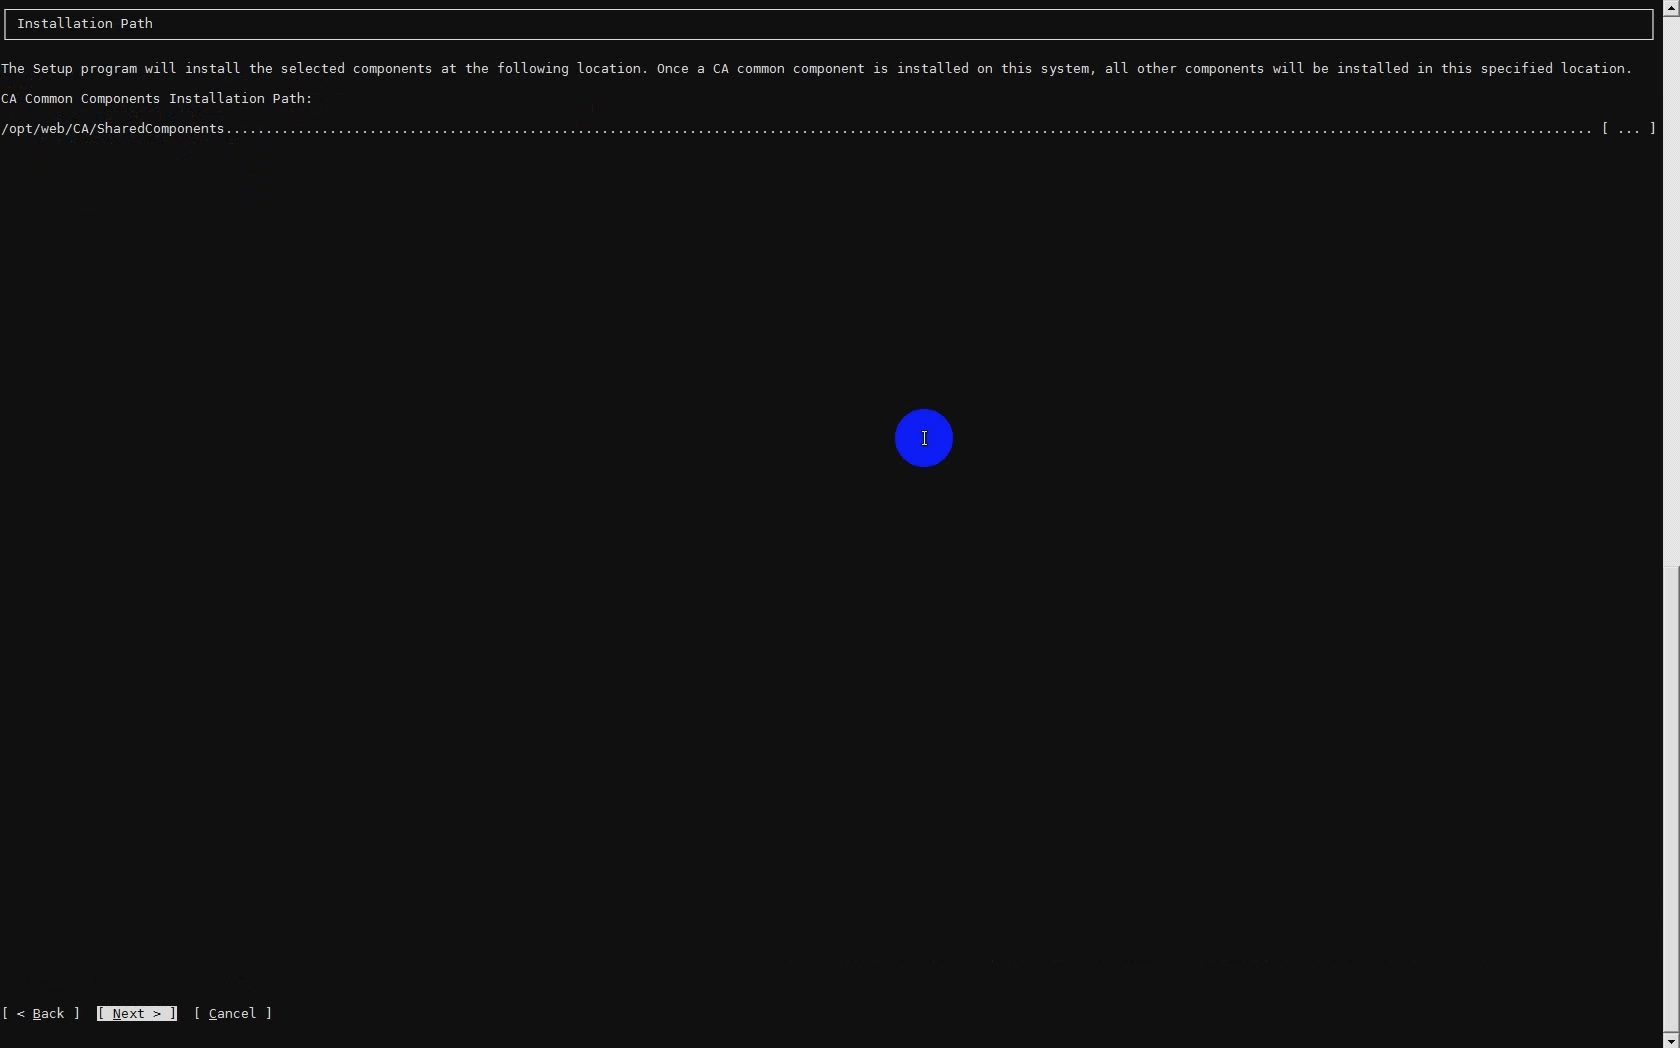 Installation Path
The Setup program will install the selected components at the following location. Once a CA common component is installed on this system, all other components will be installed in this specified location.
CA Common Components Installation Path:
/opt/web/CA/SharedComponents........................................................................................................................................................................... [ ... ]
[ < Back ]  [ Next > ]  [ Cancel ]